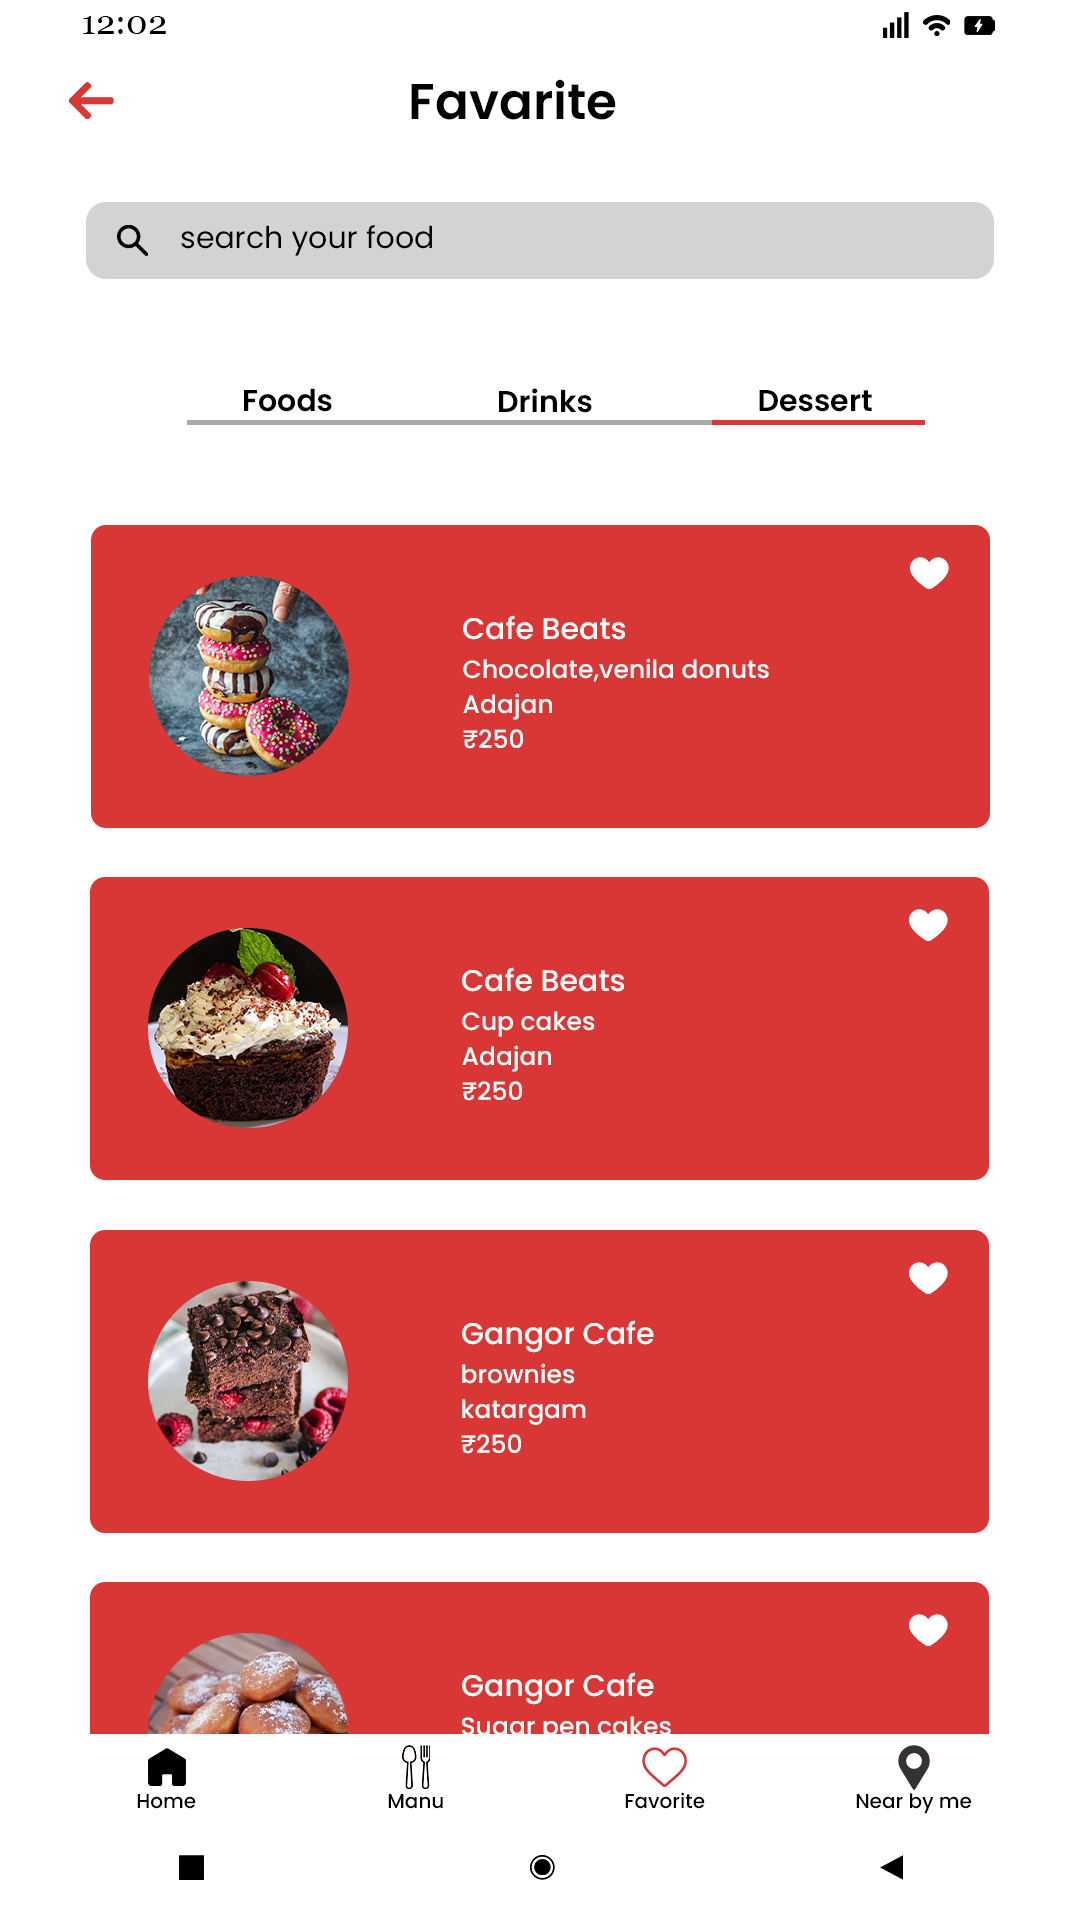 12:02
Favarite
search your food
Foods Drinks Dessert
Cafe Beats
Chocolate,venila donuts
Adajan
₹250
Cafe Beats
Cup cakes
Adajan
₹250
Gangor Cafe
brownies
katargam
₹250
Gangor Cafe
Sugar pen cakes
Home Manu Favorite Near by me